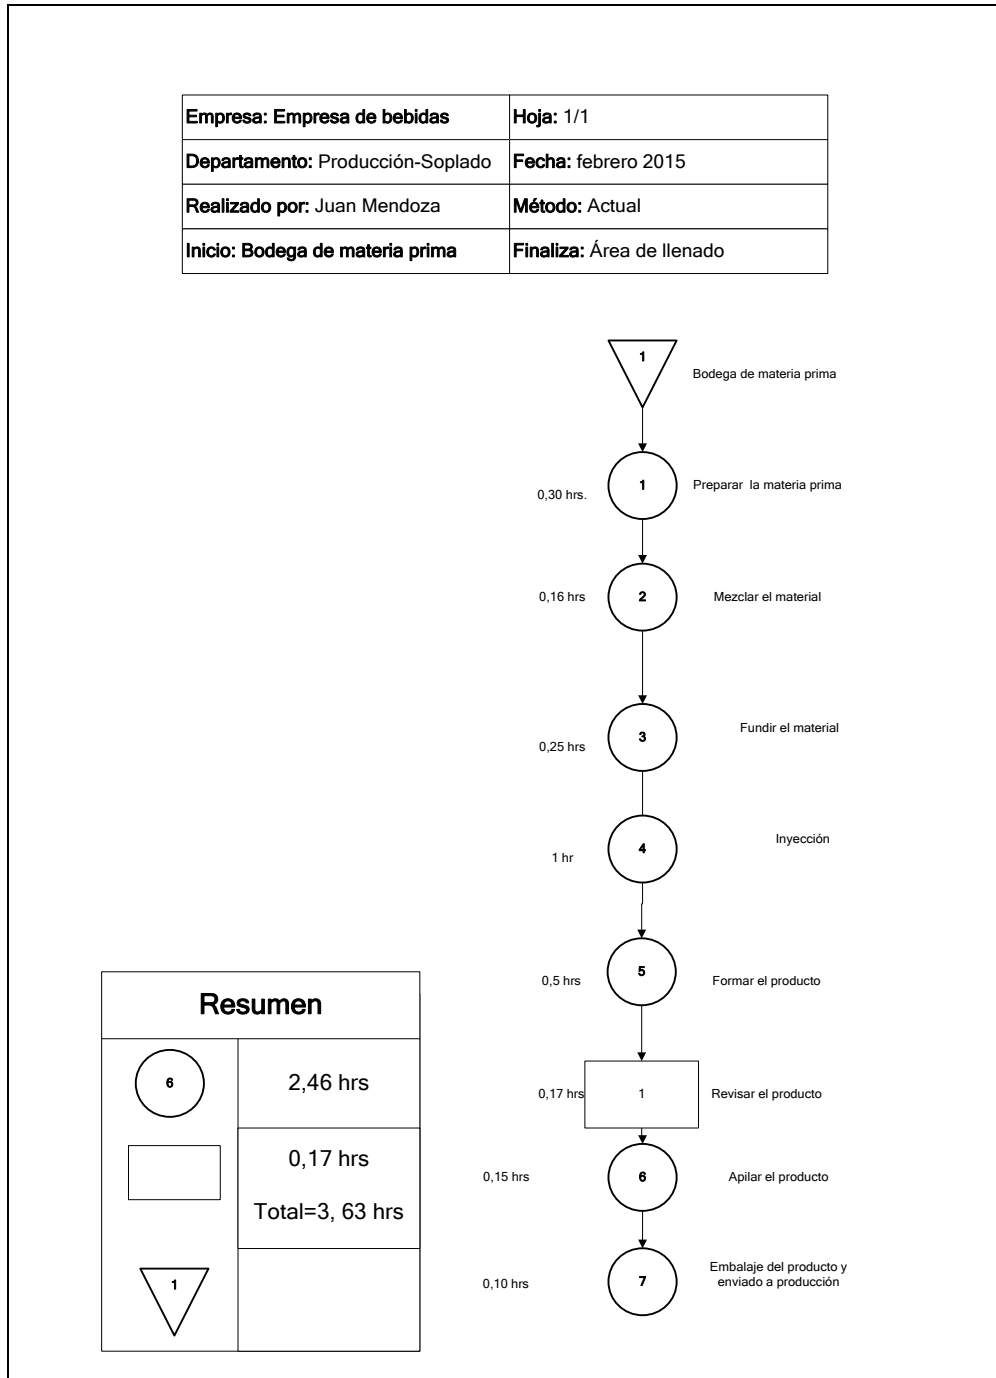 Empresa: Empresa de bebidas
Hoja: 1/1
Departamento: Producción-Soplado
Fecha: febrero 2015
Realizado por: Juan Mendoza
Método: Actual
Inicio: Bodega de materia prima
Finaliza: Área de llenado
1
Bodega de materia prima
0,30 hrs.
1
Preparar la materia prima
0,16 hrs
2
Mezclar el material
0,25 hrs
3
Fundir el material
1 hr
4
Inyección
0,5 hrs
5
Formar el producto
0,17 hrs
1
Revisar el producto
0,15 hrs
6
Apilar el producto
0,10 hrs
7
Embalaje del producto y
enviado a producción
Resumen
6
2,46 hrs
0,17 hrs
Total=3, 63 hrs
1